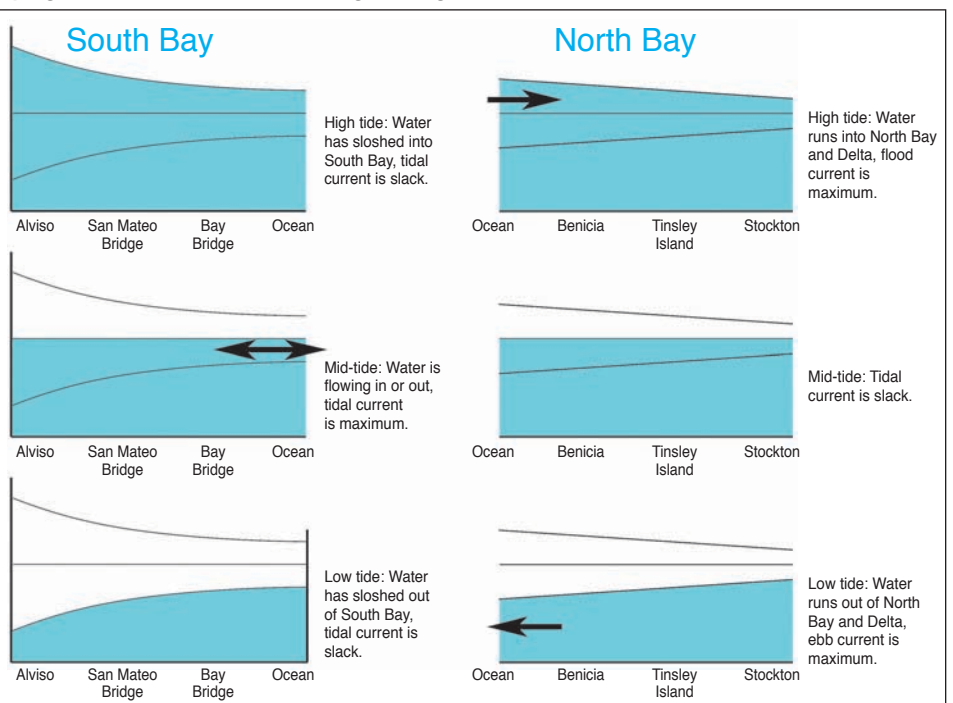 South Bay
North Bay
High tide: Water
has sloshed into
South Bay, tidal
current is slack.
High tide: Water
runs into North Bay
and Delta, flood
current is
maximum.
Alviso San Mateo Bay Ocean
Bridge Bridge
Ocean Benicia Tinsley Stockton
Island
Mid-tide: Water is
flowing in or out,
tidal current
is maximum.
Mid-tide: Tidal
current is slack.
Alviso San Mateo Bay Ocean
Bridge Bridge
Ocean Benicia Tinsley Stockton
Island
Low tide: Water
has sloshed out
of South Bay,
tidal current is
slack.
Low tide: Water
runs out of North
Bay and Delta,
ebb current is
maximum.
Alviso San Mateo Bay Ocean
Bridge Bridge
Ocean Benicia Tinsley Stockton
Island